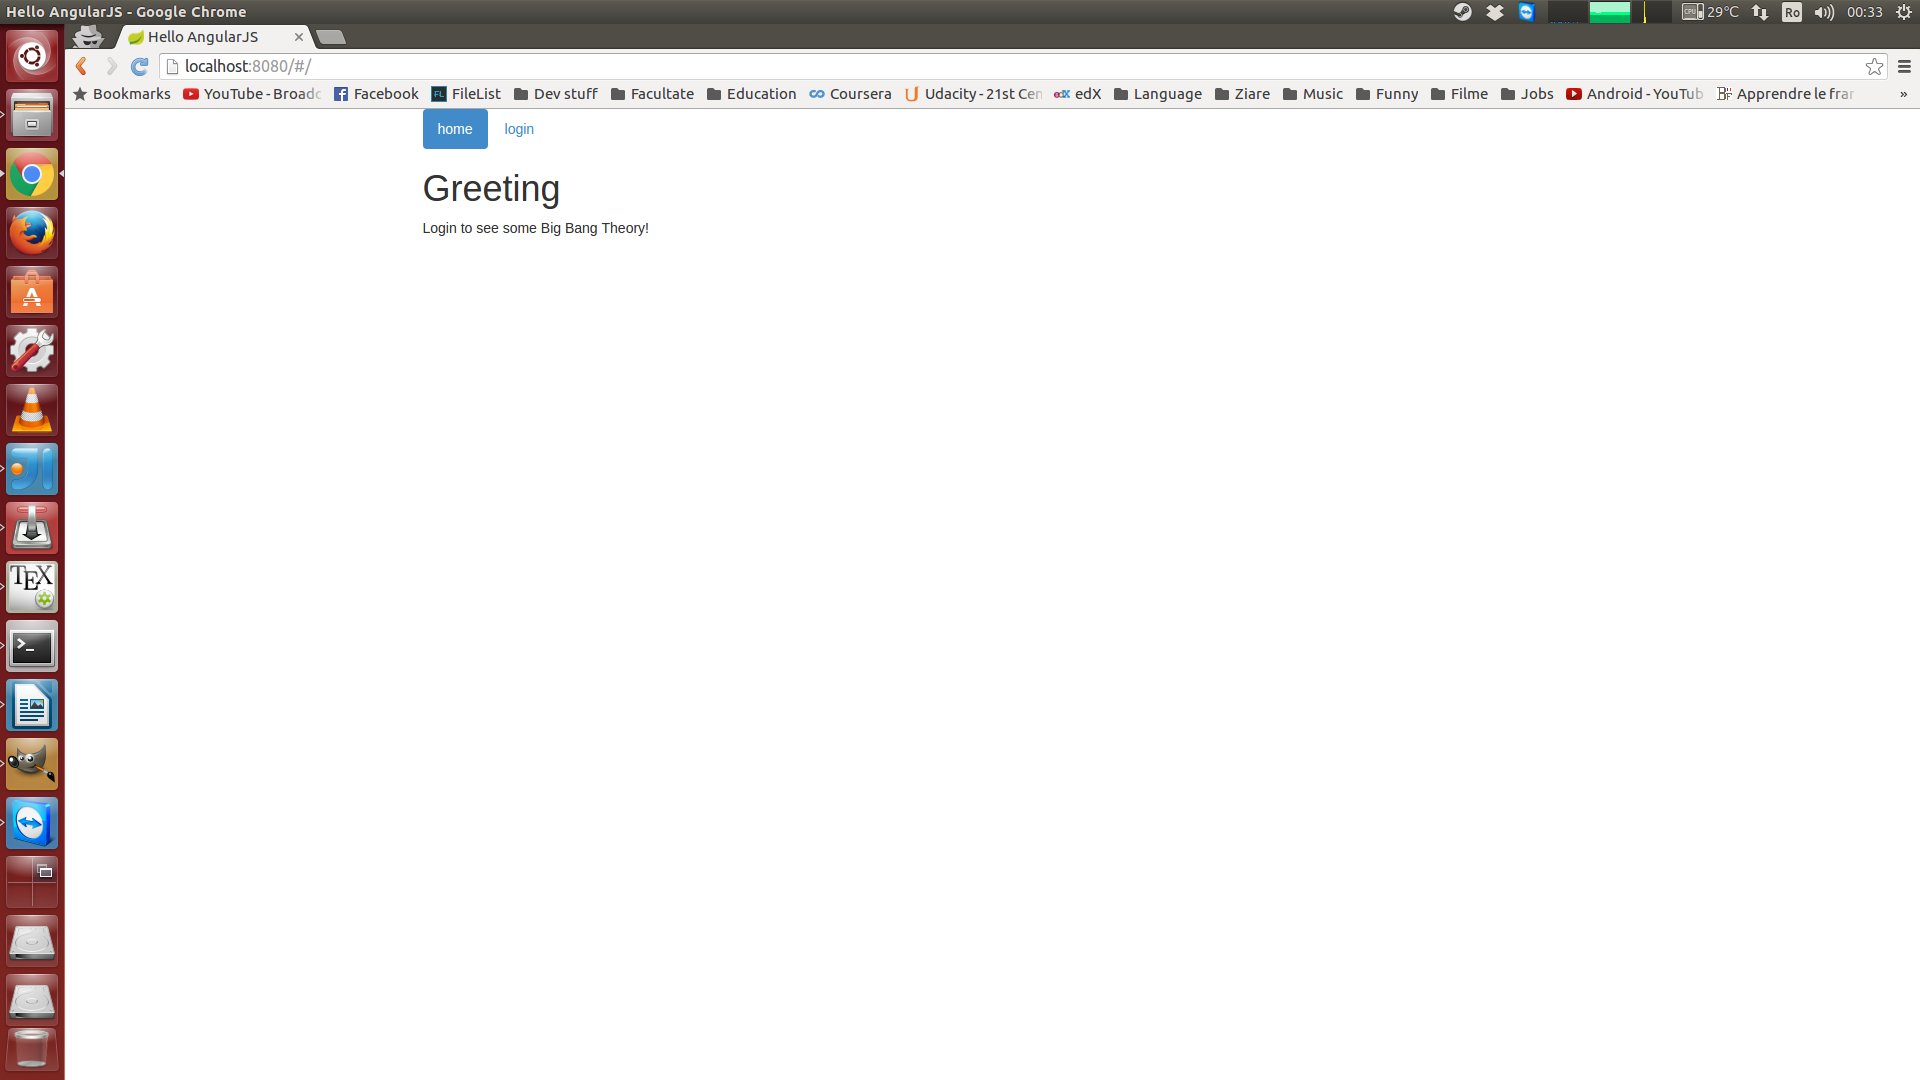 Hello AngularJS - Google Chrome
29°C Ro 00:33
Hello AngularJS
localhost:8080/#/
Bookmarks YouTube - Broadc Facebook FileList Dev stuff Facultate Education Coursera Udacity - 21st Cen edX Language Ziare Music Funny Filme Jobs Android - YouTub Apprendre le fran »
home login
Greeting
Login to see some Big Bang Theory!
TEX